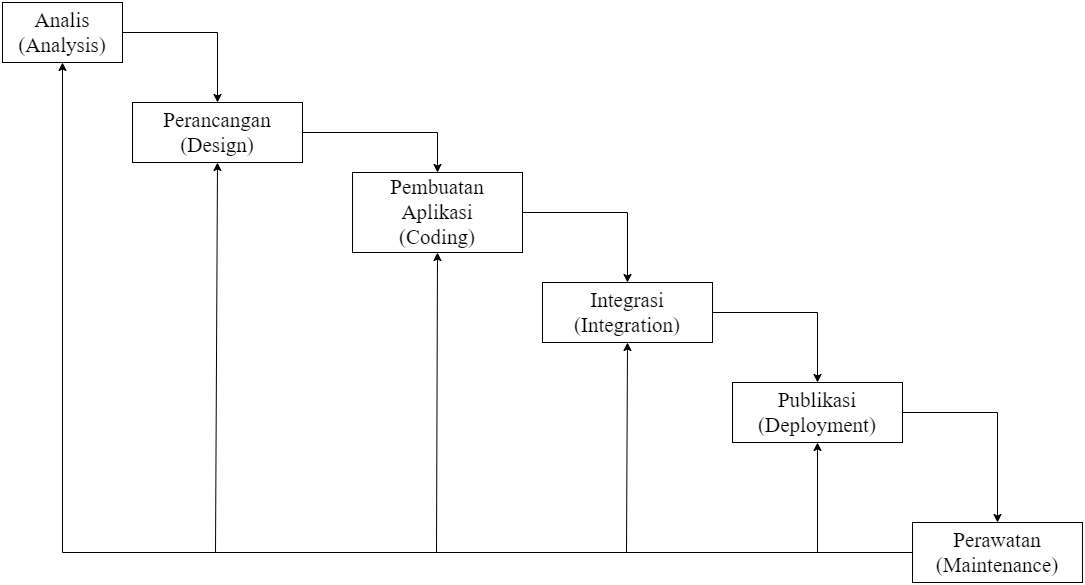 Analis
(Analysis)
Perancangan
(Design)
Pembuatan
Aplikasi
(Coding)
Integrasi
(Integration)
Publikasi
(Deployment)
Perawatan
(Maintenance)